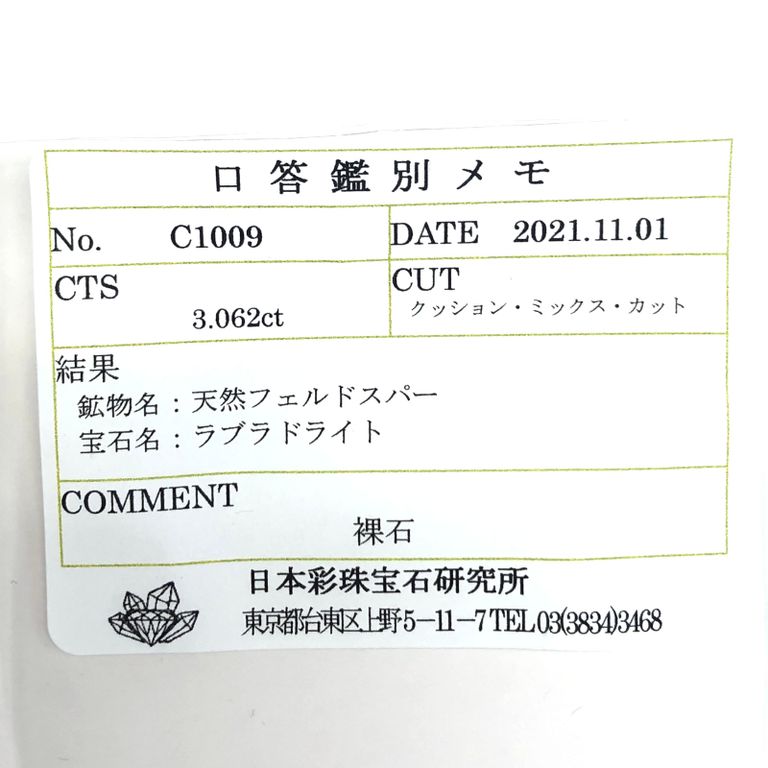 口答鑑別メモ
No. C1009
DATE 2021.11.01
CTS
3.062ct
CUT
クッション・ミックス・カット
結果
鉱物名：天然フェルドスパー
宝石名：ラブラドライト
COMMENT
裸石
日本彩珠宝石研究所
東京都台東区上野5－11－7 TEL 03(3834)3468